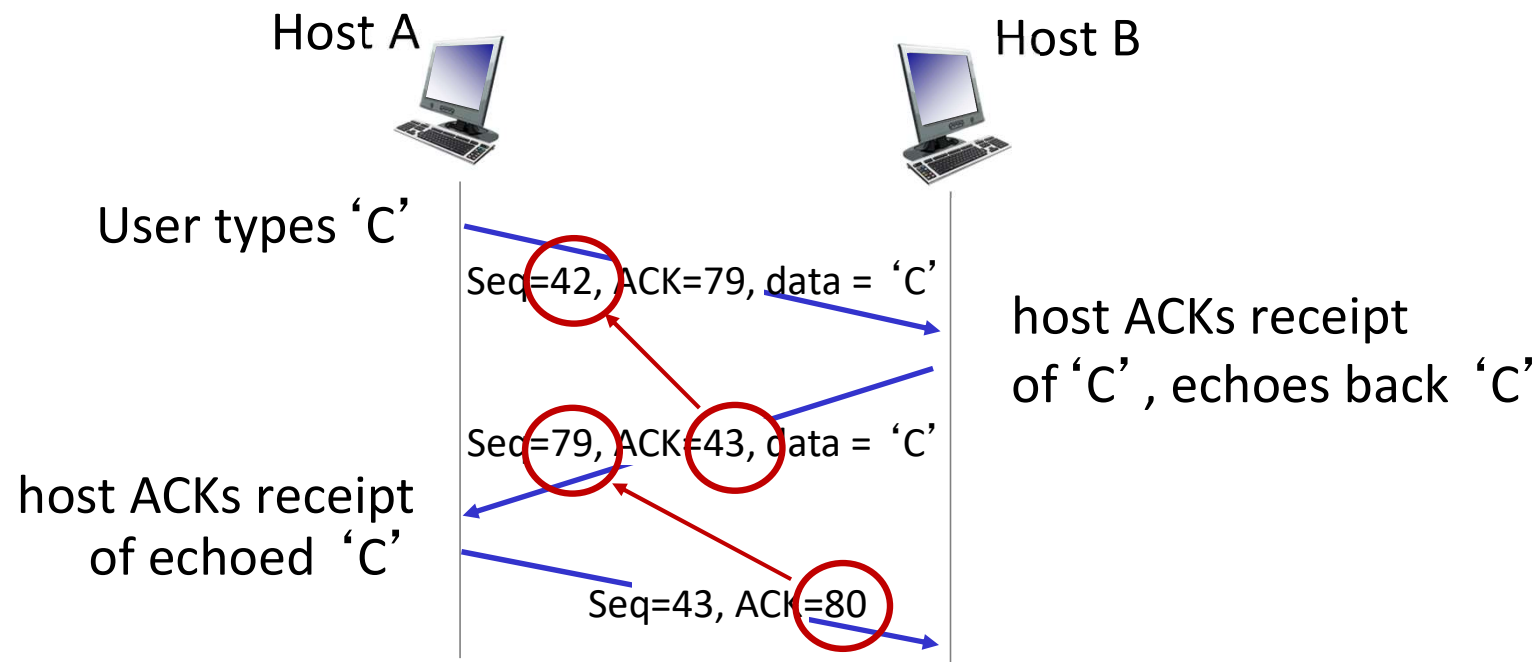 Host A
Host B
User types ‘C’
Seq=42, ACK=79, data = ‘C’
host ACKs receipt
of ‘C’, echoes back ‘C’
Seq=79, ACK=43, data = ‘C’
host ACKs receipt
of echoed ‘C’
Seq=43, ACK=80